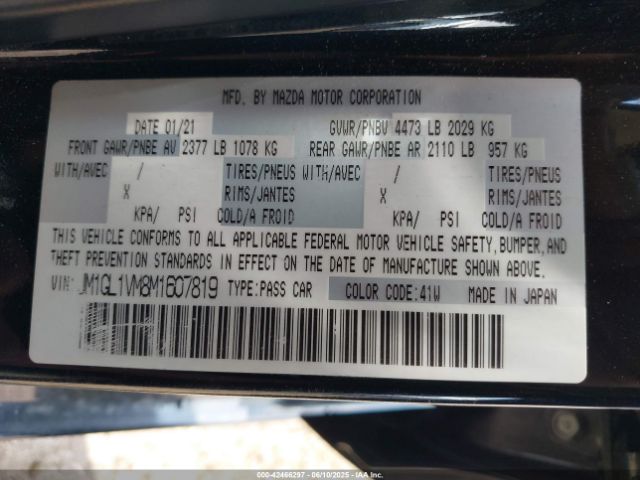 MFD. BY MAZDA MOTOR CORPORATION
DATE 01/21 GVWR/PNBV 4473 LB 2029 KG
FRONT GAWR/PNBE AV 2377 LB 1078 KG REAR GAWR/PNBE AR 2110 LB 957 KG
WITH/AVEC / TIRES/PNEUS WITH/AVEC / TIRES/PNEUS
X RIMS/JANTES X RIMS/JANTES
KPA/ PSI COLD/A FROID KPA/ PSI COLD/A FROID
THIS VEHICLE CONFORMS TO ALL APPLICABLE FEDERAL MOTOR VEHICLE SAFETY, BUMPER, AND
THEFT PREVENTION STANDARDS IN EFFECT ON THE DATE OF MANUFACTURE SHOWN ABOVE.
VIN: JM1GL1VM8M1607819 TYPE:PASS CAR COLOR CODE:41W MADE IN JAPAN
000-42466297 - 06/10/2025 - IAAI.COM